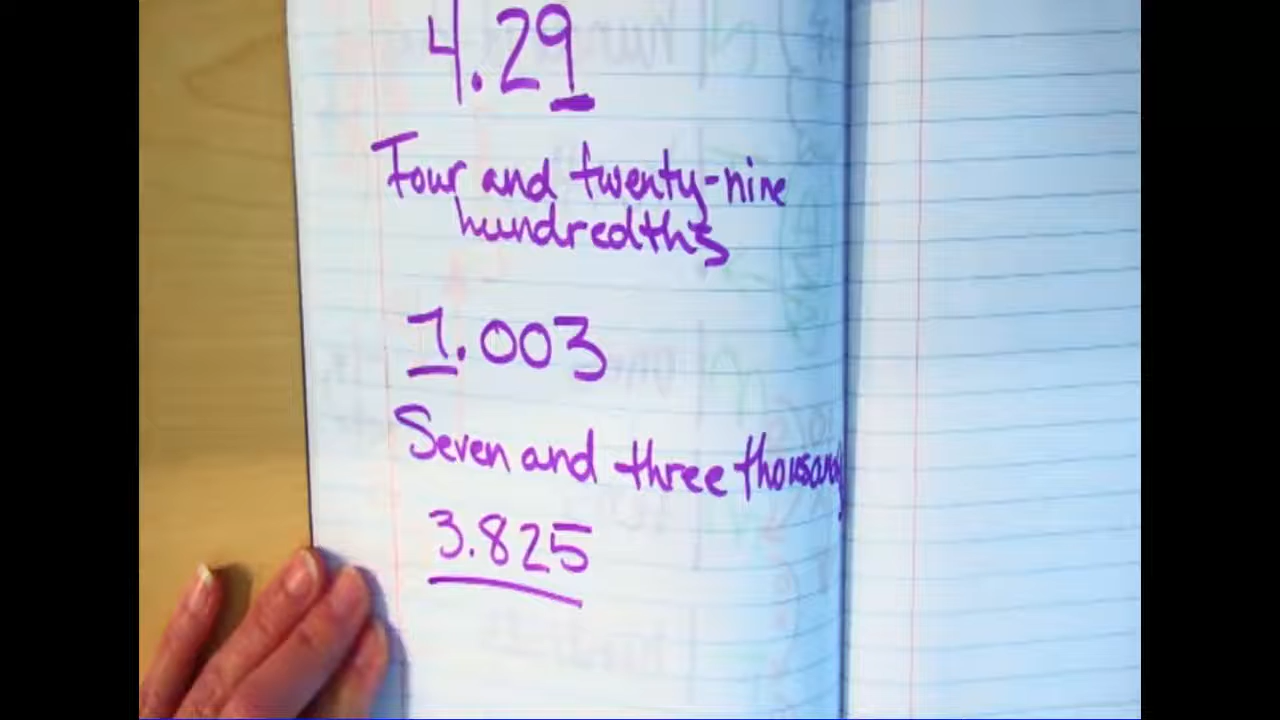 4.29
Four and twenty-nine
hundredths
7.003
Seven and three thousand
3.825